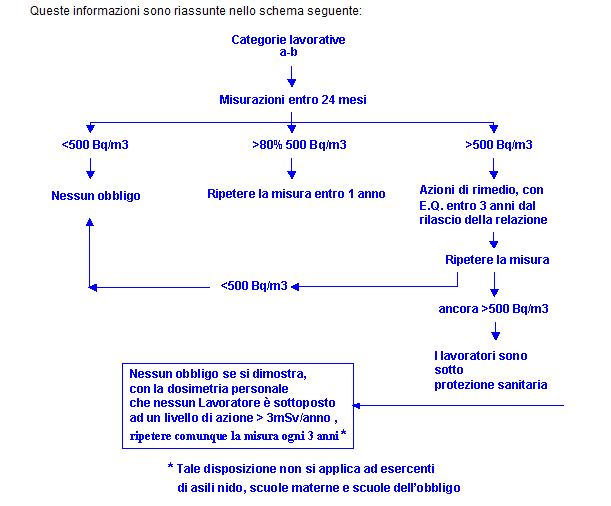 Queste informazioni sono riassunte nello schema seguente:
Categorie lavorative
a-b
Misurazioni entro 24 mesi
<500 Bq/m3
>80% 500 Bq/m3
>500 Bq/m3
Nessun obbligo
Ripetere la misura entro 1 anno
Azioni di rimedio, con
E.Q. entro 3 anni dal
rilascio della relazione
Ripetere la misura
<500 Bq/m3
ancora >500 Bq/m3
I lavoratori sono
sotto
protezione sanitaria
Nessun obbligo se si dimostra,
con la dosimetria personale
che nessun Lavoratore è sottoposto
ad un livello di azione > 3mSv/anno ,
ripetere comunque la misura ogni 3 anni *
* Tale disposizione non si applica ad esercenti
di asili nido, scuole materne e scuole dell'obbligo